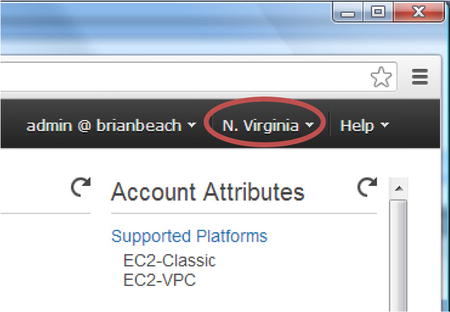 admin @ brianbeach N. Virginia Help
Account Attributes
Supported Platforms
EC2-Classic
EC2-VPC